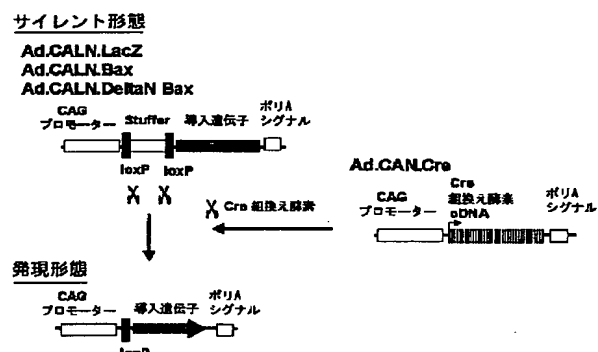 サイレント形態
Ad.CALN.LacZ
Ad.CALN.Bax
Ad.CALN.DeltaN Bax
CAG
プロモーター
Stuffer
導入遺伝子
ポリA
シグナル
loxP loxP
Cre 組換え酵素
Ad.CAN.Cre
CAG
プロモーター
Cre
組換え酵素
cDNA
ポリA
シグナル
発現形態
CAG
プロモーター
導入遺伝子
ポリA
シグナル
loxP